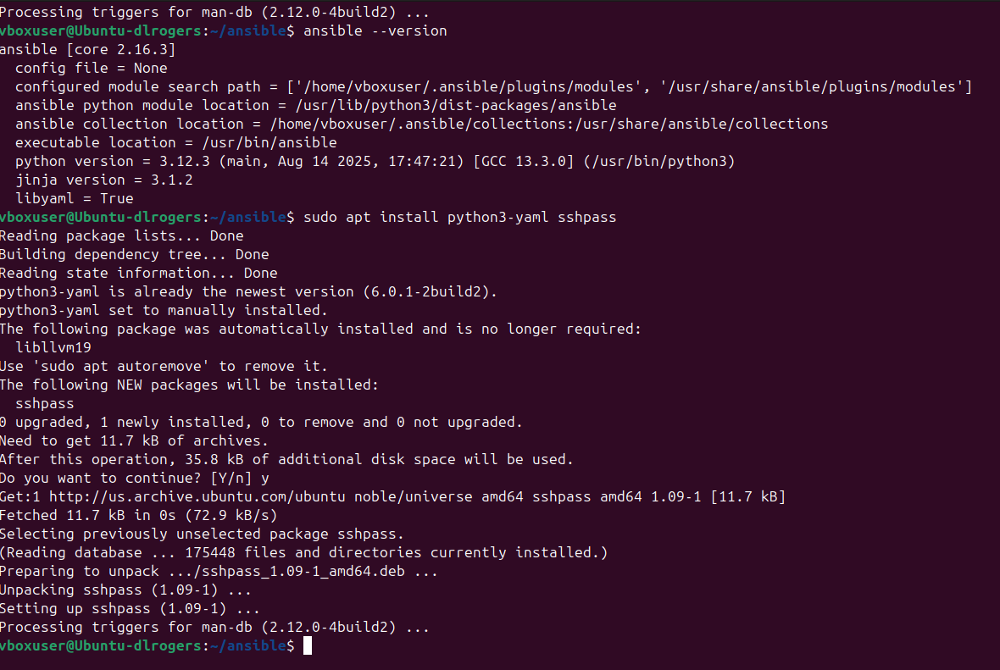 Processing triggers for man-db (2.12.0-4build2) ...
vboxuser@Ubuntu-dlrogers:~/ansible$ ansible --version
ansible [core 2.16.3]
  config file = None
  configured module search path = ['/home/vboxuser/.ansible/plugins/modules', '/usr/share/ansible/plugins/modules']
  ansible python module location = /usr/lib/python3/dist-packages/ansible
  ansible collection location = /home/vboxuser/.ansible/collections:/usr/share/ansible/collections
  executable location = /usr/bin/ansible
  python version = 3.12.3 (main, Aug 14 2025, 17:47:21) [GCC 13.3.0] (/usr/bin/python3)
  jinja version = 3.1.2
  libyaml = True
vboxuser@Ubuntu-dlrogers:~/ansible$ sudo apt install python3-yaml sshpass
Reading package lists... Done
Building dependency tree... Done
Reading state information... Done
python3-yaml is already the newest version (6.0.1-2build2).
python3-yaml set to manually installed.
The following package was automatically installed and is no longer required:
  libllvm19
Use 'sudo apt autoremove' to remove it.
The following NEW packages will be installed:
  sshpass
0 upgraded, 1 newly installed, 0 to remove and 0 not upgraded.
Need to get 11.7 kB of archives.
After this operation, 35.8 kB of additional disk space will be used.
Do you want to continue? [Y/n] y
Get:1 http://us.archive.ubuntu.com/ubuntu noble/universe amd64 sshpass amd64 1.09-1 [11.7 kB]
Fetched 11.7 kB in 0s (72.9 kB/s)
Selecting previously unselected package sshpass.
(Reading database ... 175448 files and directories currently installed.)
Preparing to unpack .../sshpass_1.09-1_amd64.deb ...
Unpacking sshpass (1.09-1) ...
Setting up sshpass (1.09-1) ...
Processing triggers for man-db (2.12.0-4build2) ...
vboxuser@Ubuntu-dlrogers:~/ansible$